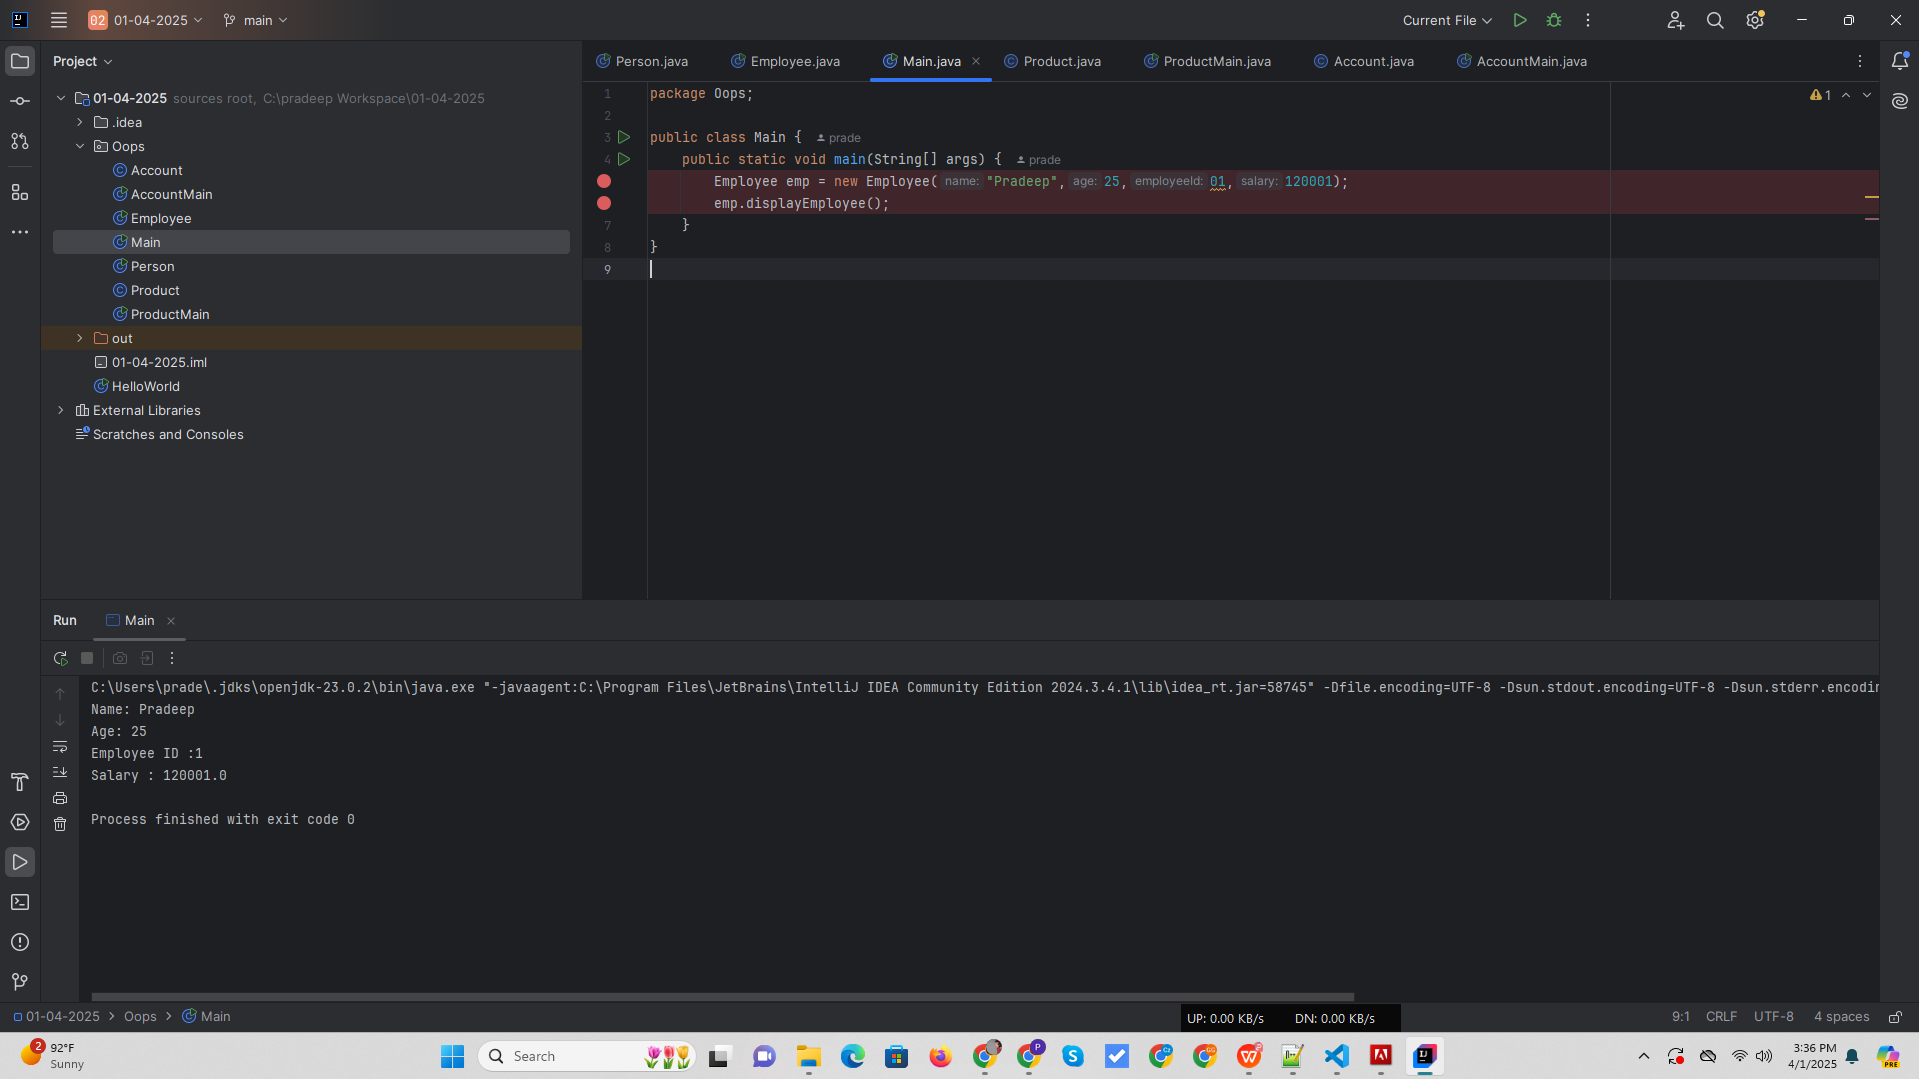 02 01-04-2025 main Current File
Project
Person.java Employee.java Main.java Product.java ProductMain.java Account.java AccountMain.java
01-04-2025 sources root, C:\pradeep Workspace\01-04-2025
.idea
Oops
Account
AccountMain
Employee
Main
Person
Product
ProductMain
out
01-04-2025.iml
HelloWorld
External Libraries
Scratches and Consoles
1 package Oops;
2
3 public class Main { prade
4 public static void main(String[] args) { prade
Employee emp = new Employee( name: "Pradeep", age: 25, employeeId: 01, salary: 120001);
emp.displayEmployee();
7 }
8 }
9
1
Run Main
C:\Users\prade\.jdks\openjdk-23.0.2\bin\java.exe "-javaagent:C:\Program Files\JetBrains\IntelliJ IDEA Community Edition 2024.3.4.1\lib\idea_rt.jar=58745" -Dfile.encoding=UTF-8 -Dsun.stdout.encoding=UTF-8 -Dsun.stderr.encodin
Name: Pradeep
Age: 25
Employee ID :1
Salary : 120001.0
Process finished with exit code 0
01-04-2025 > Oops > Main
UP: 0.00 KB/s DN: 0.00 KB/s
9:1 CRLF UTF-8 4 spaces
2 92°F
Sunny
Search
3:36 PM
4/1/2025
PRE